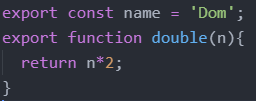 export const name = 'Dom';
export function double(n){
  return n*2;
}